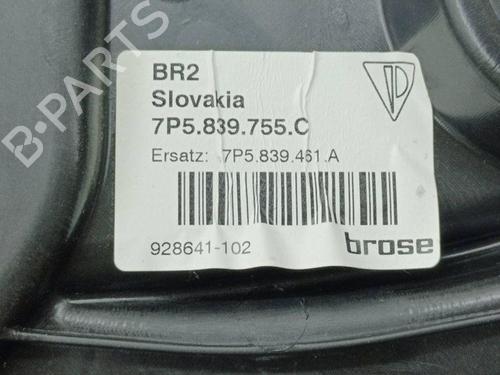 BR2
Slovakia
7P5.839.755.C
Ersatz: 7P5.839.461.A
928641-102
brose
B-PARTS